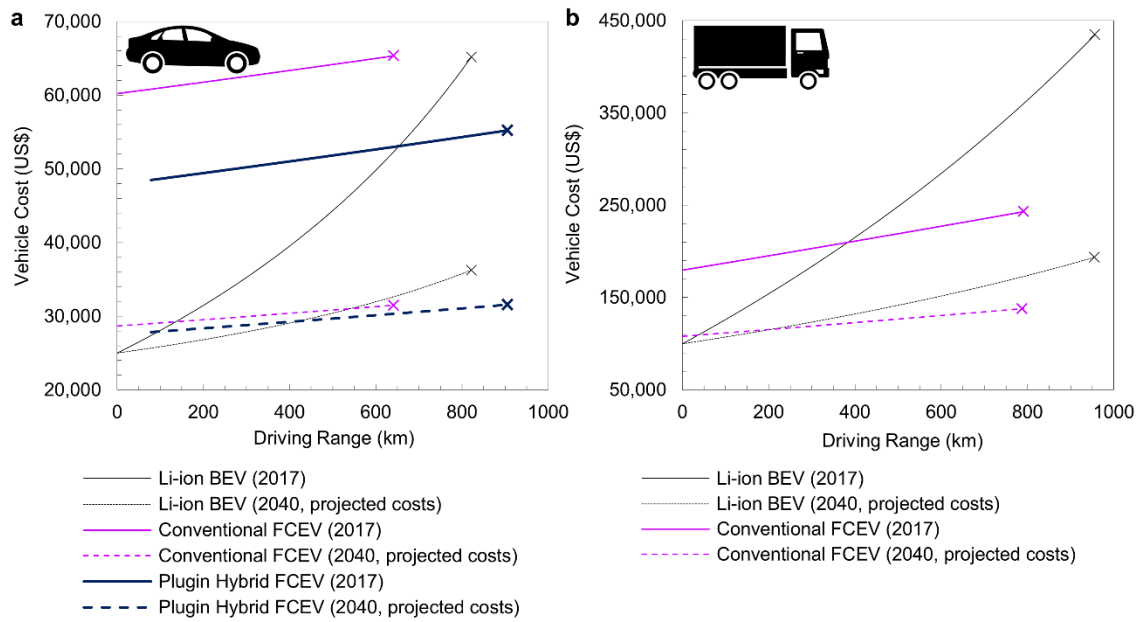 a
70,000
60,000
50,000
40,000
30,000
20,000
Vehicle Cost (US$)
0 200 400 600 800 1000
Driving Range (km)
Li-ion BEV (2017)
Li-ion BEV (2040, projected costs)
Conventional FCEV (2017)
Conventional FCEV (2040, projected costs)
Plugin Hybrid FCEV (2017)
Plugin Hybrid FCEV (2040, projected costs)
b
450,000
350,000
250,000
150,000
50,000
Vehicle Cost (US$)
0 200 400 600 800 1000
Driving Range (km)
Li-ion BEV (2017)
Li-ion BEV (2040, projected costs)
Conventional FCEV (2017)
Conventional FCEV (2040, projected costs)